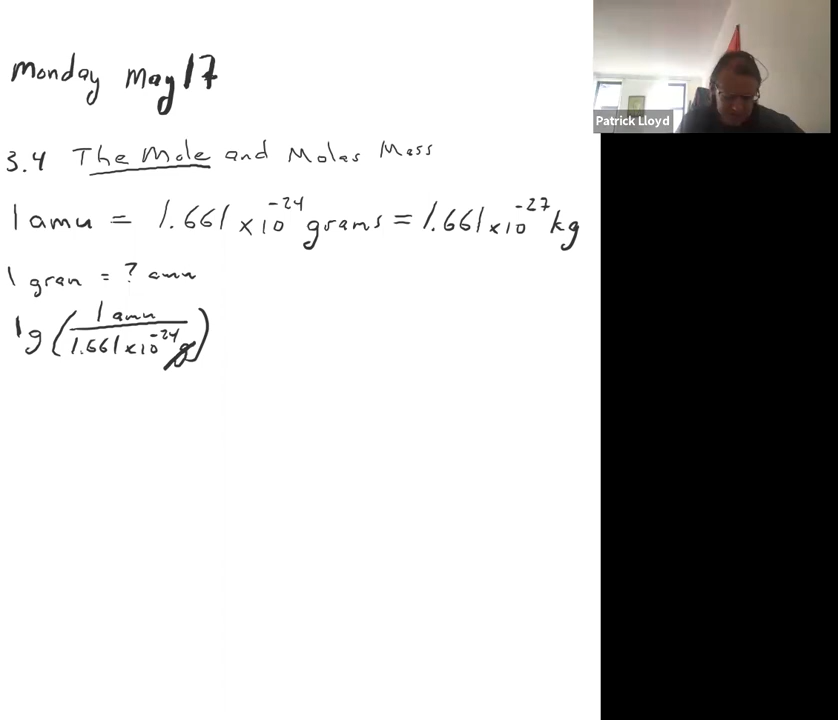 Monday May 17
Patrick Lloyd
3.4 The Mole and Molar Mass
1 amu = 1.661 x 10^-24 grams = 1.661 x 10^-27 kg
1 gram = ? amu
1g (1 amu / 1.661 x 10^-24 g)